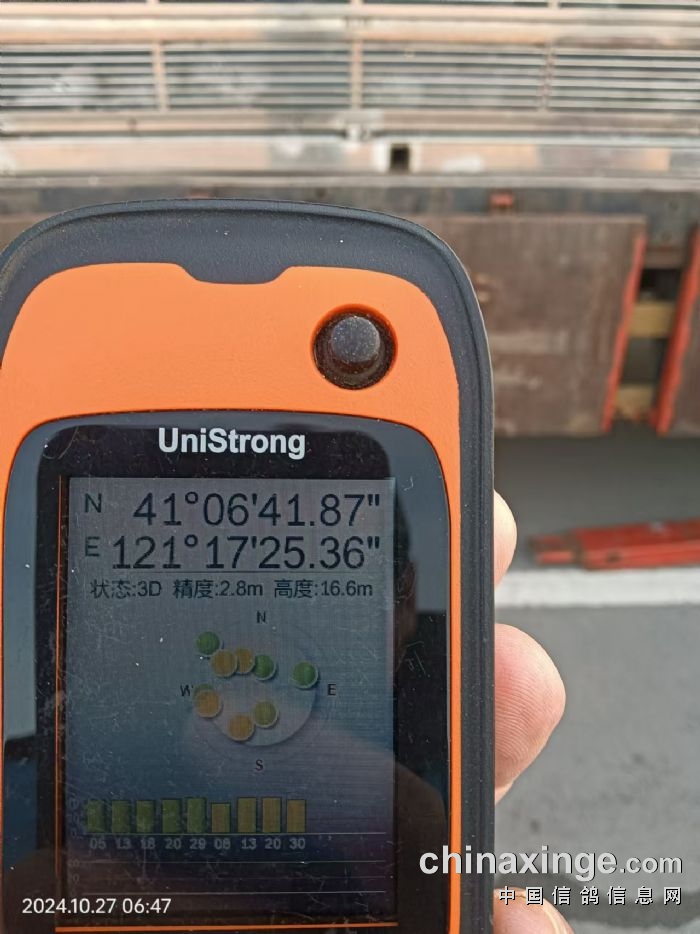 UniStrong
N 41°06'41.87"
E 121°17'25.36"
状态:3D 精度:2.8m 高度:16.6m
N
W E
S
05 13 18 20 29 08 13 20 30
chinaxinge.com
中国信鸽信息网
2024.10.27 06:47